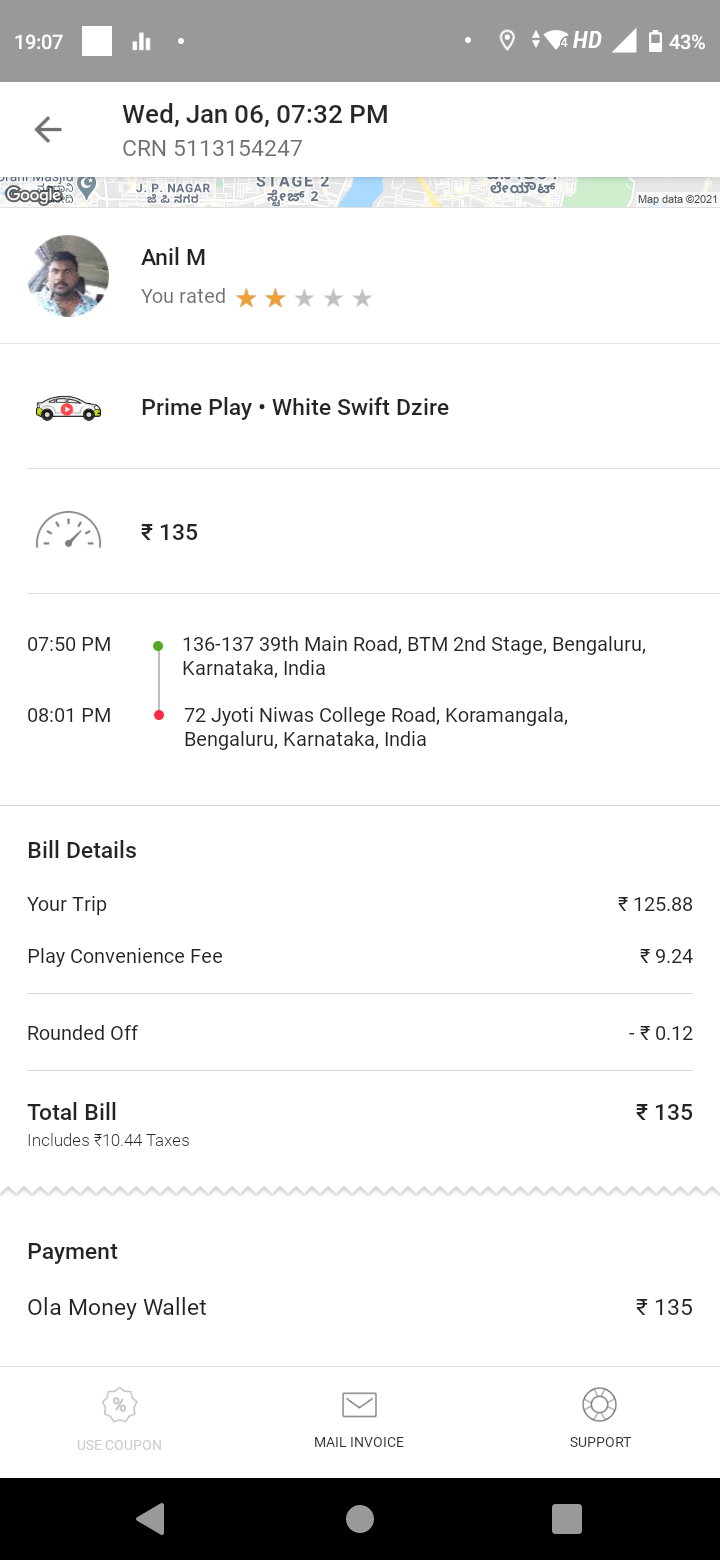 19:07
4 HD 43%
Wed, Jan 06, 07:32 PM
CRN 5113154247
Google
J. P. NAGAR
ಜೆ ಪಿ ನಗರ
STAGE 2
ಸ್ಟೇಜ್ 2
ಲೇಯೌಟ್
Map data ©2021
Anil M
You rated
Prime Play • White Swift Dzire
₹ 135
07:50 PM
136-137 39th Main Road, BTM 2nd Stage, Bengaluru,
Karnataka, India
08:01 PM
72 Jyoti Niwas College Road, Koramangala,
Bengaluru, Karnataka, India
Bill Details
Your Trip ₹ 125.88
Play Convenience Fee ₹ 9.24
Rounded Off - ₹ 0.12
Total Bill ₹ 135
Includes ₹10.44 Taxes
Payment
Ola Money Wallet ₹ 135
%
USE COUPON
MAIL INVOICE
SUPPORT